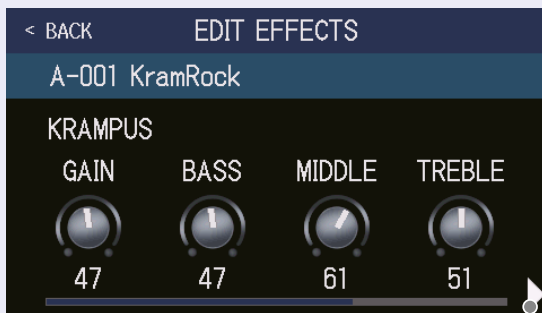 < BACK EDIT EFFECTS
A-001 KramRock
KRAMPUS
GAIN BASS MIDDLE TREBLE
47 47 61 51